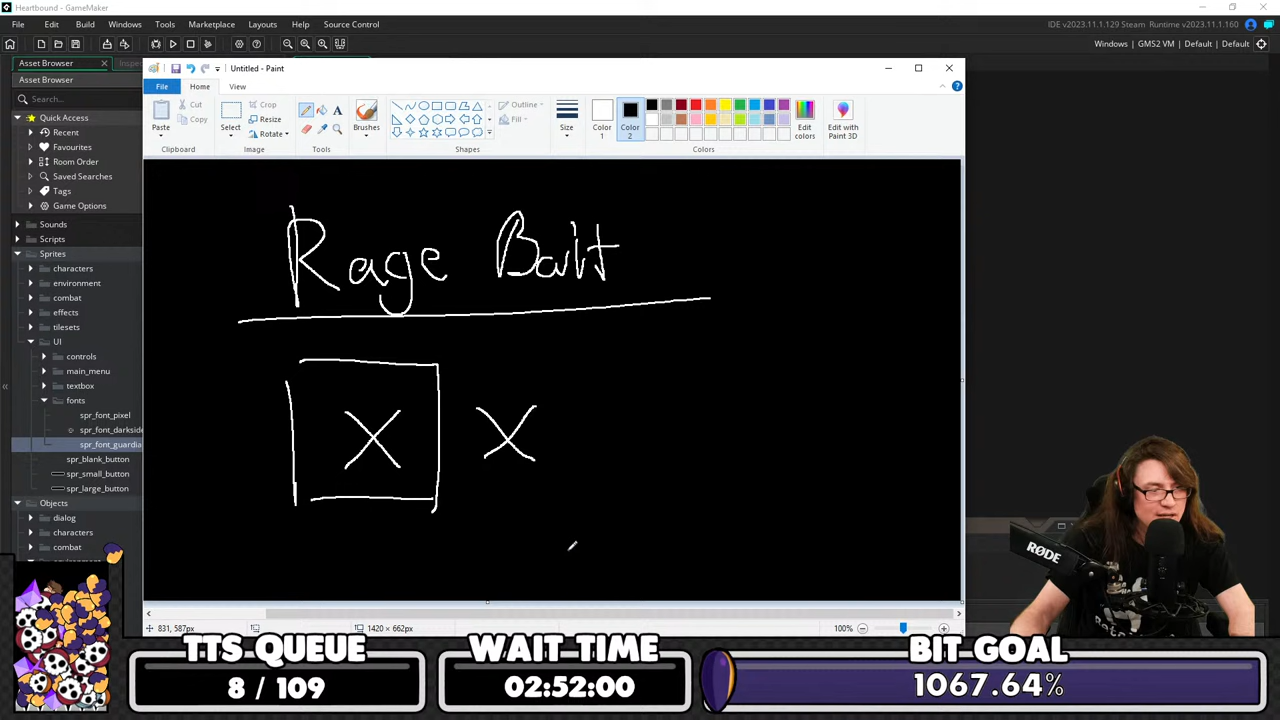 Heartbound - GameMaker
File Edit Build Windows Tools Marketplace Layouts Help Source Control
IDE v2023.11.1.129 Steam Runtime v2023.11.1.160
Windows | GMS2 VM | Default | Default
Asset Browser
Asset Browser
Search...
Quick Access
Recent
Favourites
Room Order
Saved Searches
Tags
Game Options
Sounds
Scripts
Sprites
characters
environment
combat
effects
tilesets
UI
controls
main_menu
textbox
fonts
spr_font_pixel
spr_font_darkside
spr_font_guardia
spr_blank_button
spr_small_button
spr_large_button
Objects
dialog
characters
combat
Untitled - Paint
File Home View
Paste
Cut
Copy
Clipboard
Select
Crop
Resize
Rotate
Image
Tools
Brushes
Shapes
Outline
Fill
Size
Color 1
Color 2
Edit colors
Edit with Paint 3D
Colors
Rage Bait
X X
831, 587px
1420 × 662px
100%
RØDE
TTS QUEUE
8 / 109
WAIT TIME
02:52:00
BIT GOAL
1067.64%